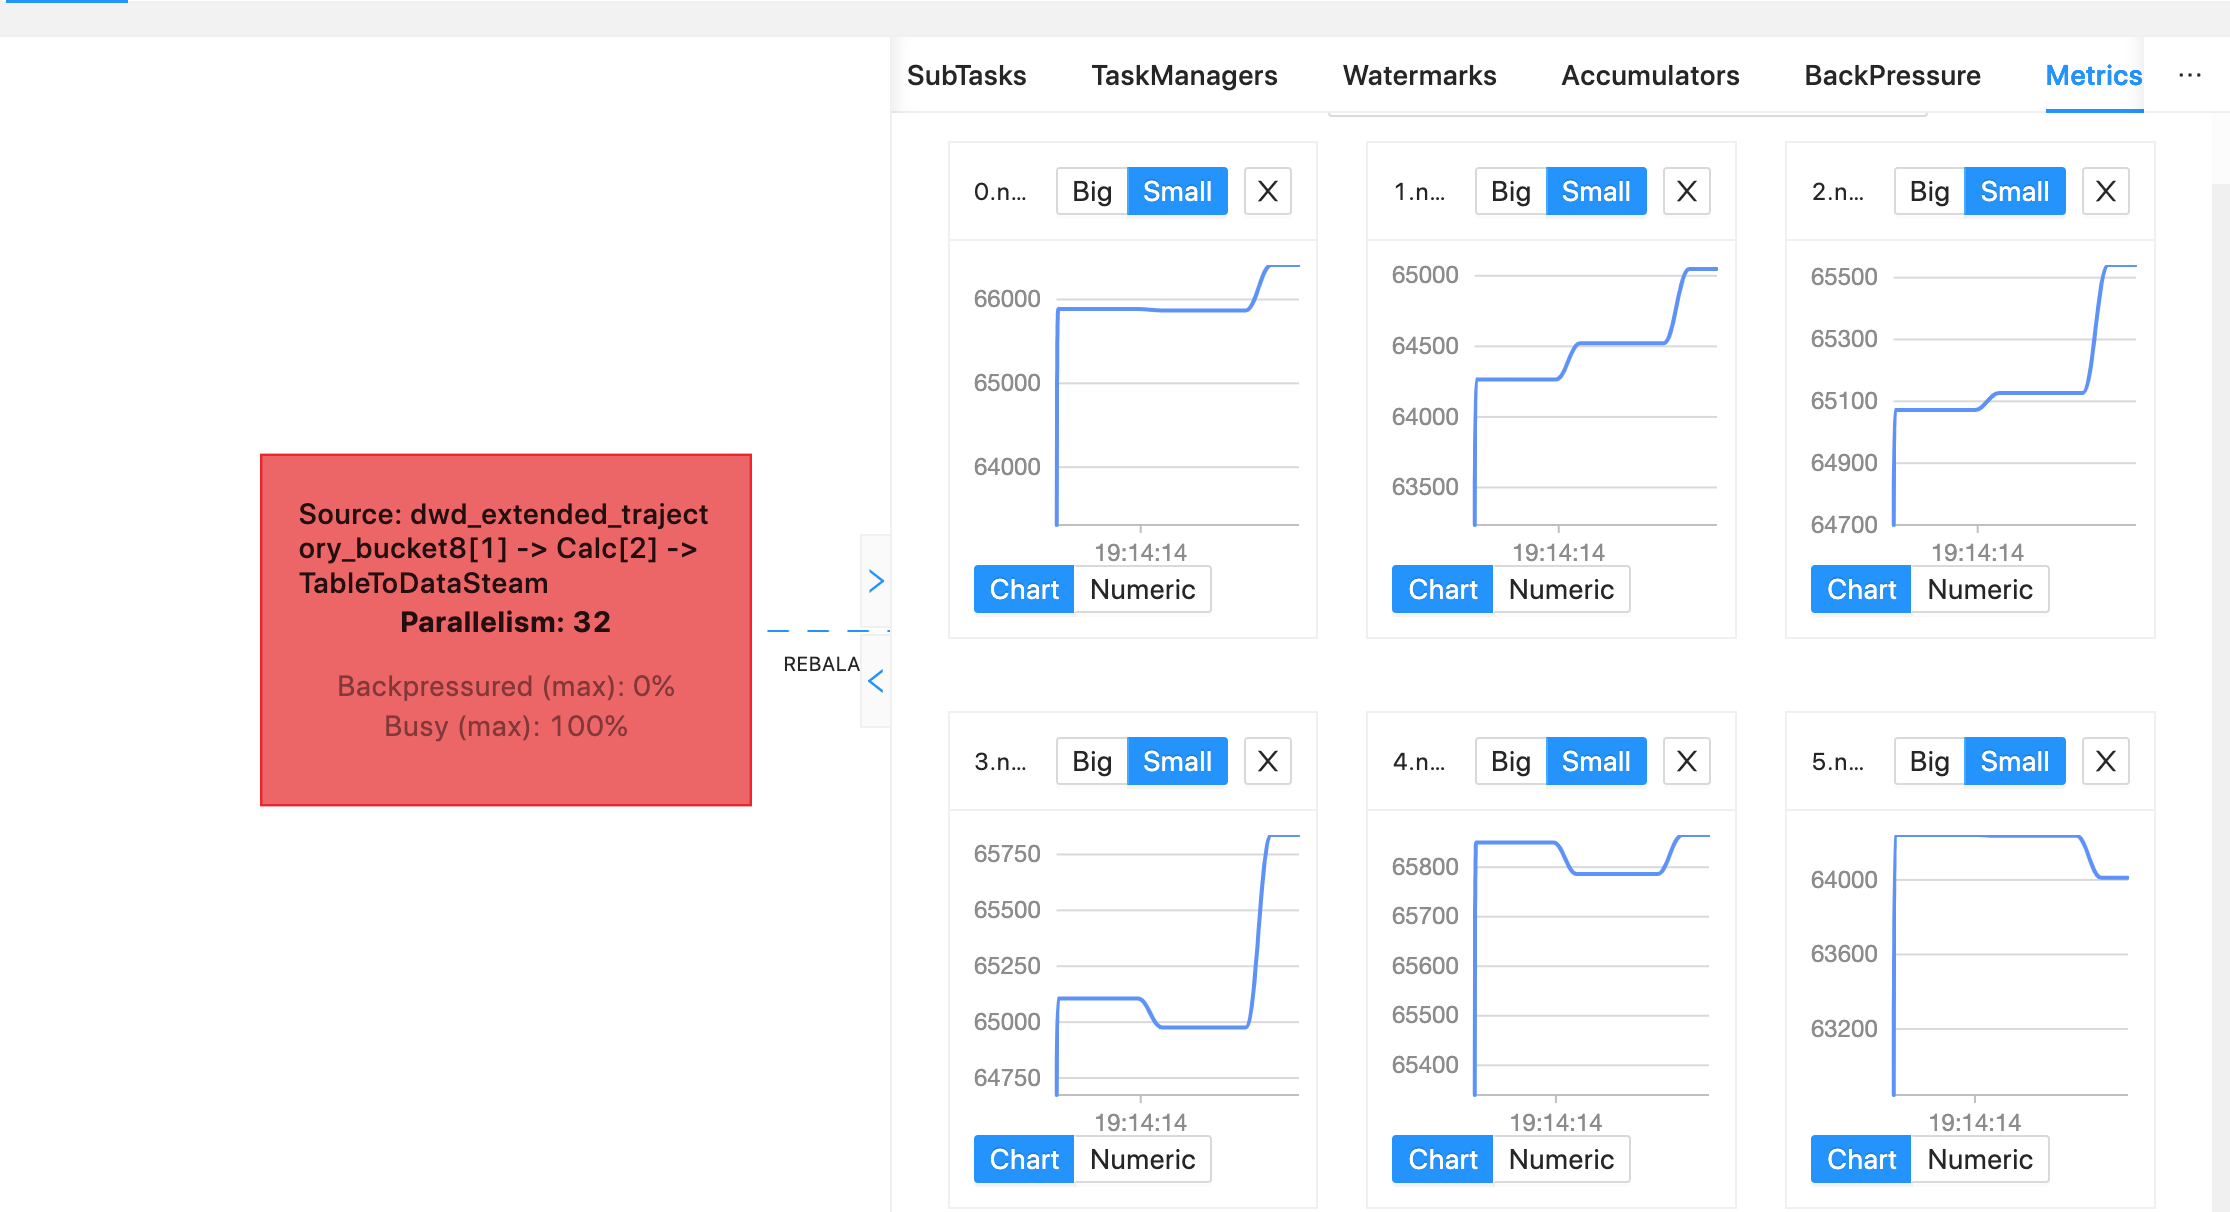 SubTasks TaskManagers Watermarks Accumulators BackPressure Metrics ...
0.n... Big Small X
66000
65000
64000
19:14:14
Chart Numeric
1.n... Big Small X
65000
64500
64000
63500
19:14:14
Chart Numeric
2.n... Big Small X
65500
65300
65100
64900
64700
19:14:14
Chart Numeric
Source: dwd_extended_traject
ory_bucket8[1] -> Calc[2] ->
TableToDataSteam
Parallelism: 32
Backpressured (max): 0%
Busy (max): 100%
REBALA
3.n... Big Small X
65750
65500
65250
65000
64750
19:14:14
Chart Numeric
4.n... Big Small X
65800
65700
65600
65500
65400
19:14:14
Chart Numeric
5.n... Big Small X
64000
63600
63200
19:14:14
Chart Numeric